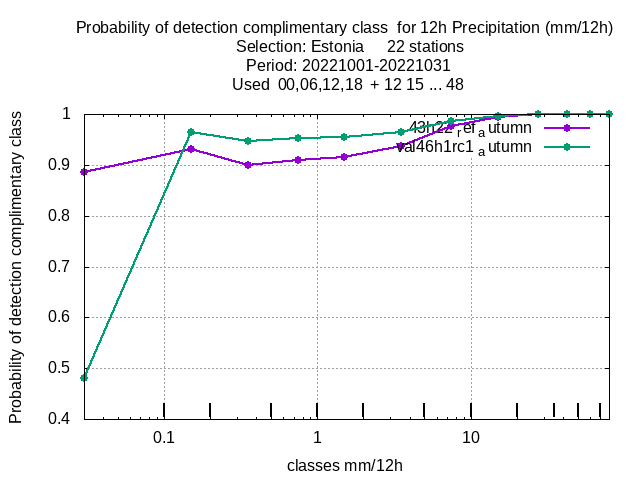 Probability of detection complimentary class for 12h Precipitation (mm/12h)
Selection: Estonia 22 stations
Period: 20221001-20221031
Used 00,06,12,18 + 12 15 ... 48
Probability of detection complimentary class
1
0.9
0.8
0.7
0.6
0.5
0.4
43h22_ref_autumn
val46h1rc1_autumn
0.1 1 10
classes mm/12h